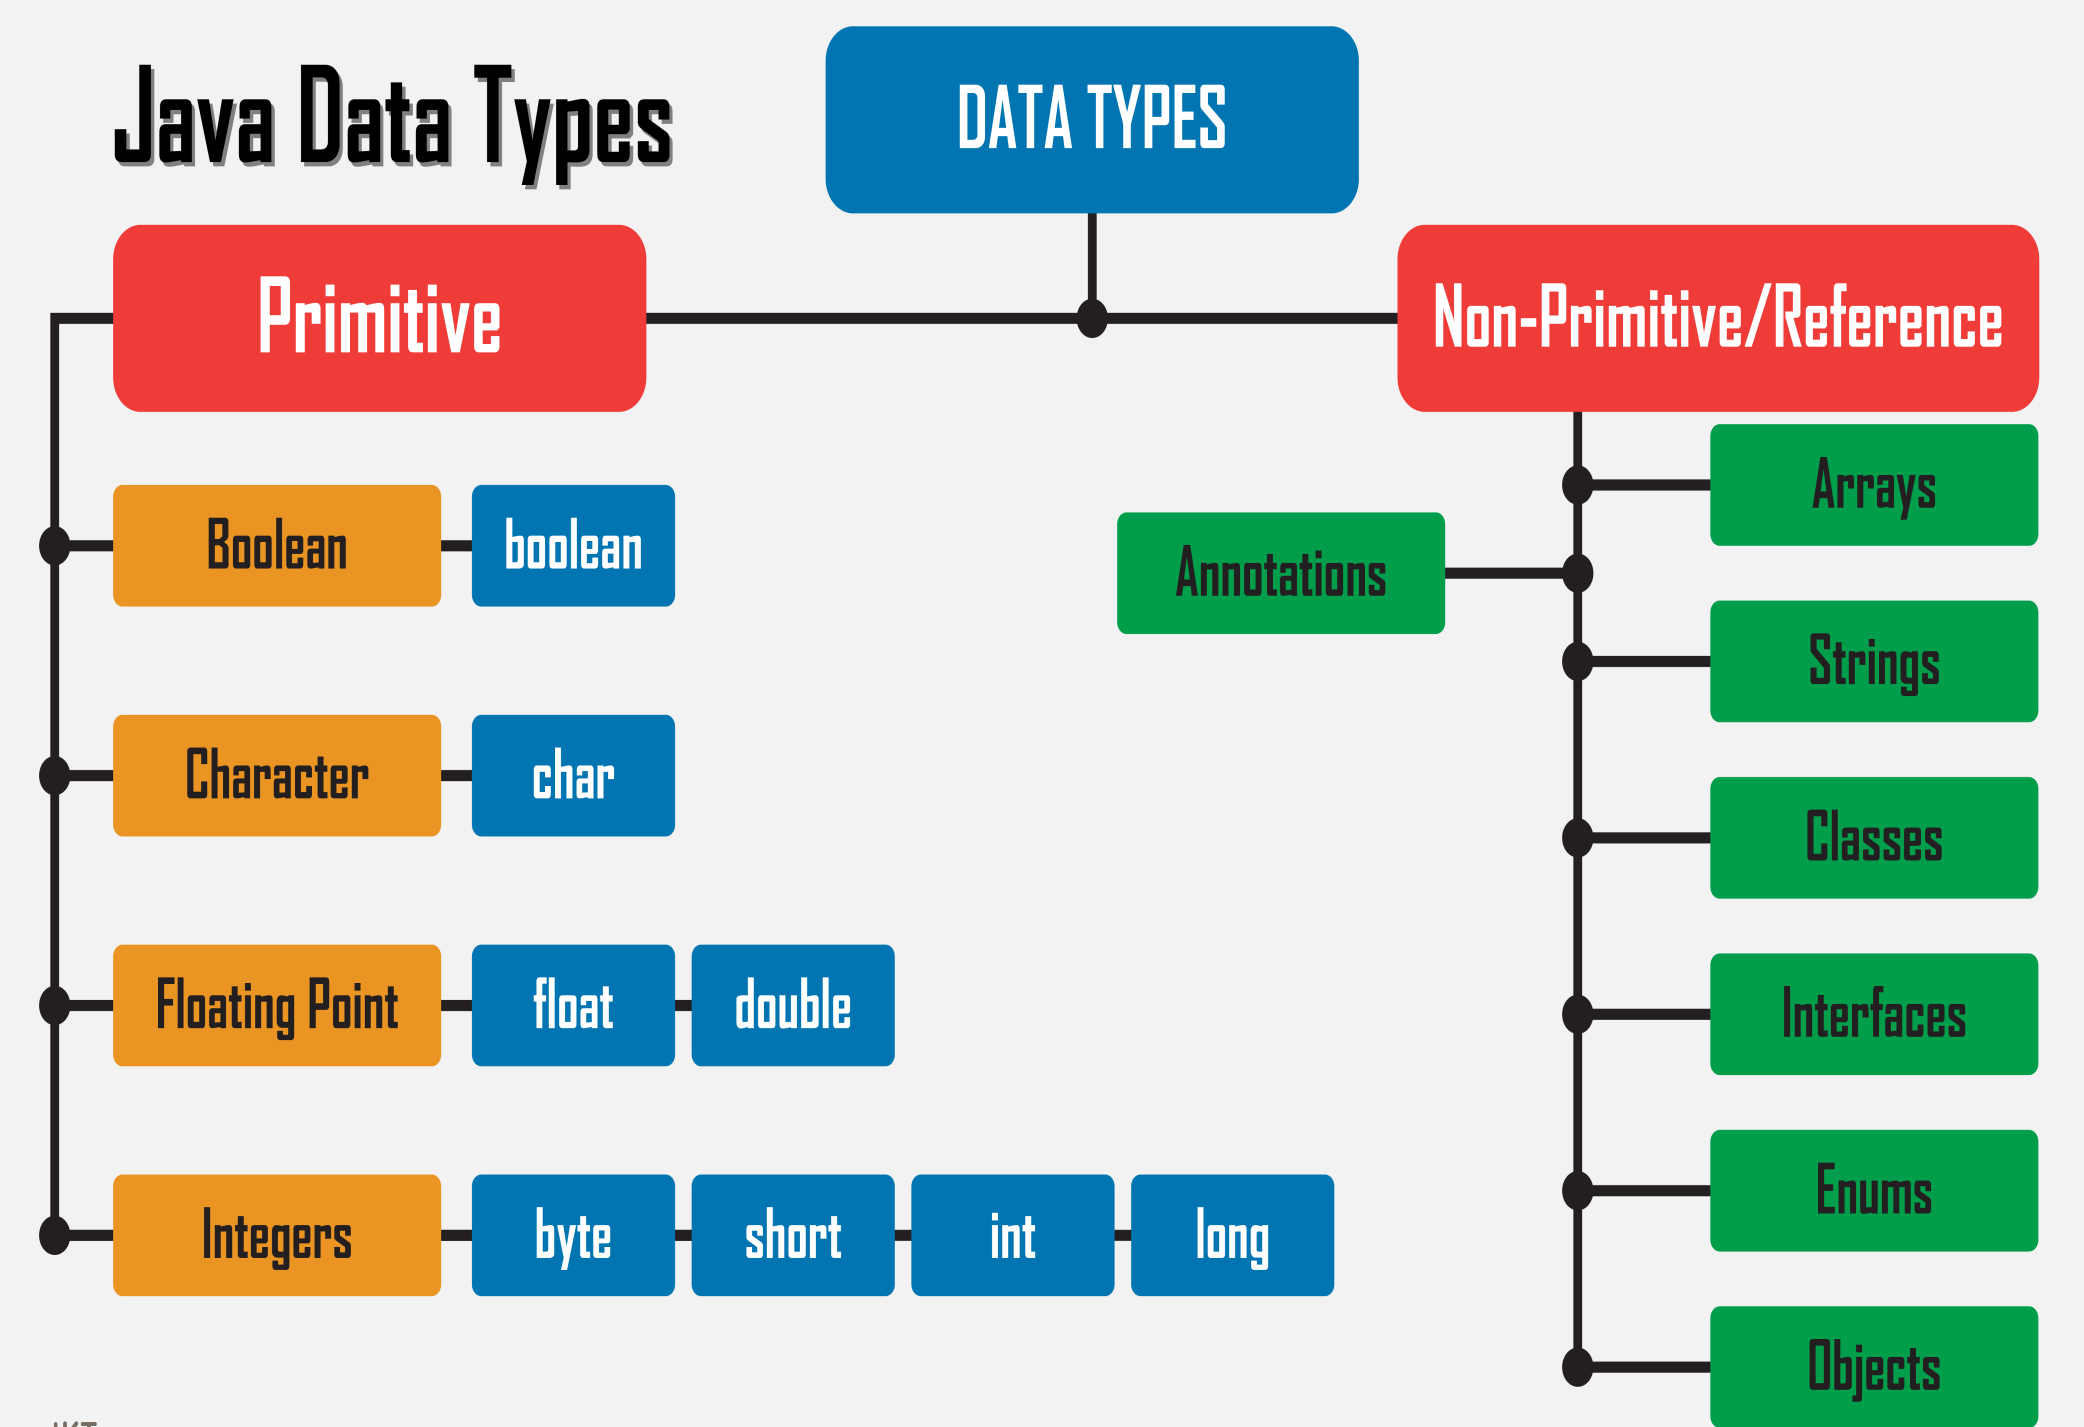 Java Data Types
DATA TYPES
Primitive
Non-Primitive/Reference
Boolean
boolean
Character
char
Floating Point
float
double
Integers
byte
short
int
long
Annotations
Arrays
Strings
Classes
Interfaces
Enums
Objects